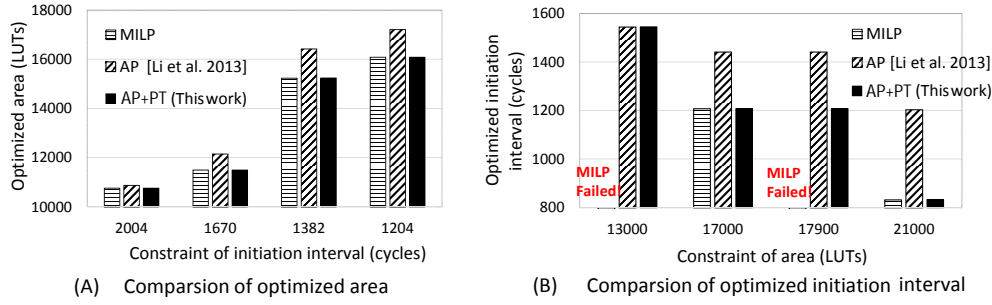 Optimized area (LUTs)
18000
16000
14000
12000
10000
MILP
AP [Li et al. 2013]
AP+PT (This work)
2004 1670 1382 1204
Constraint of initiation interval (cycles)
(A) Comparsion of optimized area
Optimized initiation
interval (cycles)
1600
1400
1200
1000
800
MILP
AP [Li et al. 2013]
AP+PT (This work)
MILP
Failed!
MILP
Failed!
13000 17000 17900 21000
Constraint of area (LUTs)
(B) Comparsion of optimized initiation interval